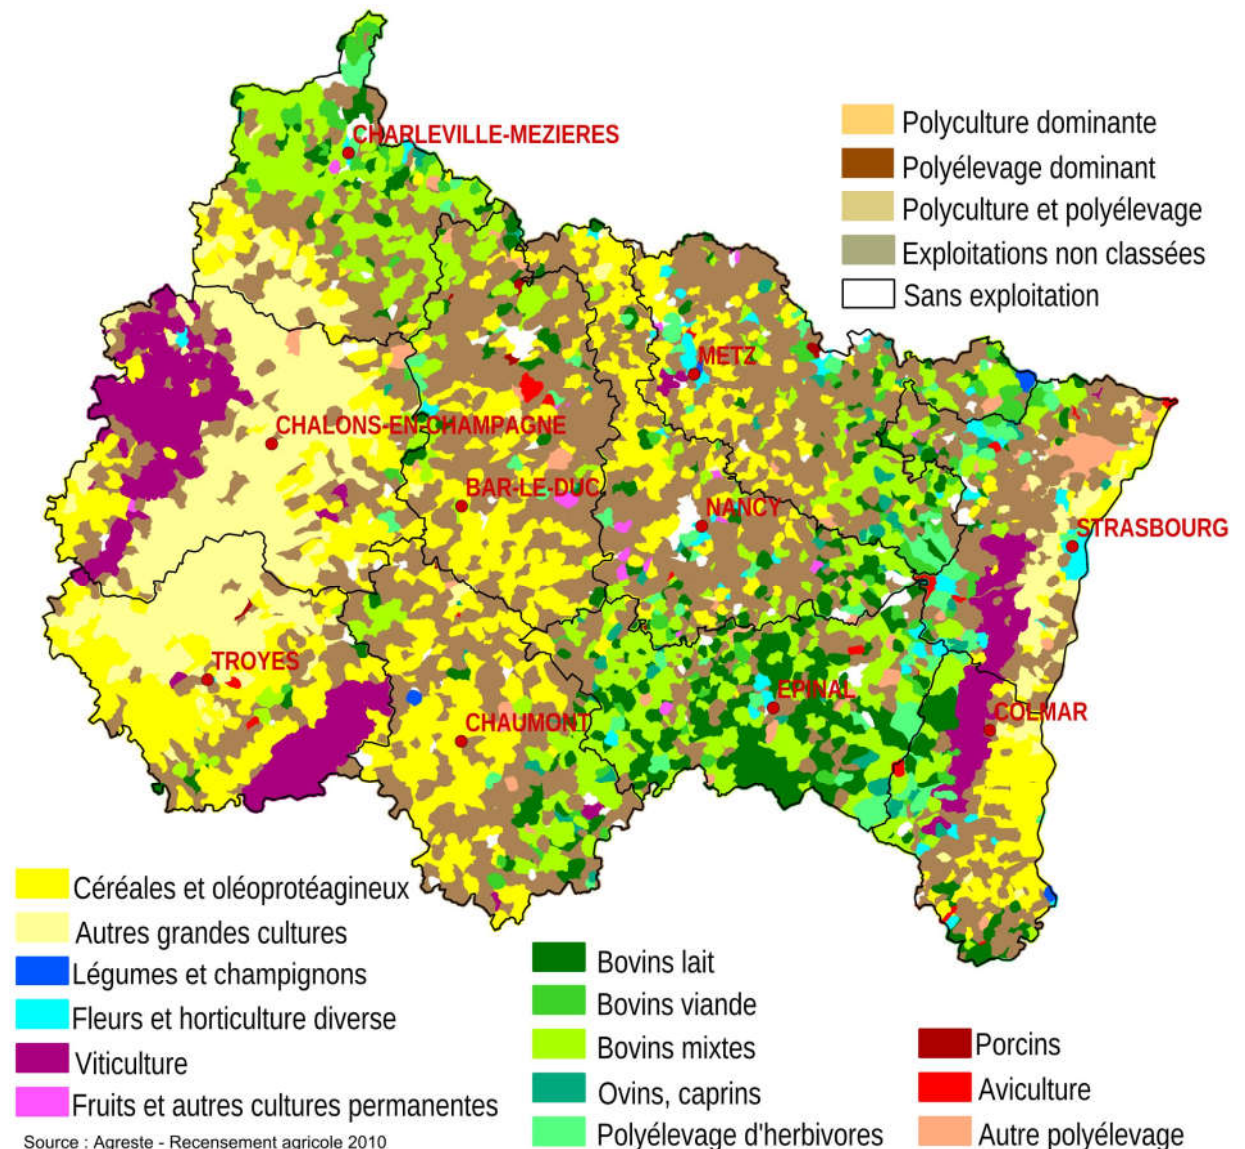 CHARLEVILLE-MEZIERES
Polyculture dominante
Polyélevage dominant
Polyculture et polyélevage
Exploitations non classées
Sans exploitation
METZ
CHALONS-EN-CHAMPAGNE
BAR-LE-DUC
NANCY
STRASBOURG
TROYES
EPINAL
CHAUMONT
COLMAR
Céréales et oléoprotéagineux
Autres grandes cultures
Légumes et champignons
Fleurs et horticulture diverse
Viticulture
Fruits et autres cultures permanentes
Bovins lait
Bovins viande
Bovins mixtes
Ovins, caprins
Polyélevage d'herbivores
Porcins
Aviculture
Autre polyélevage
Source : Agreste - Recensement agricole 2010